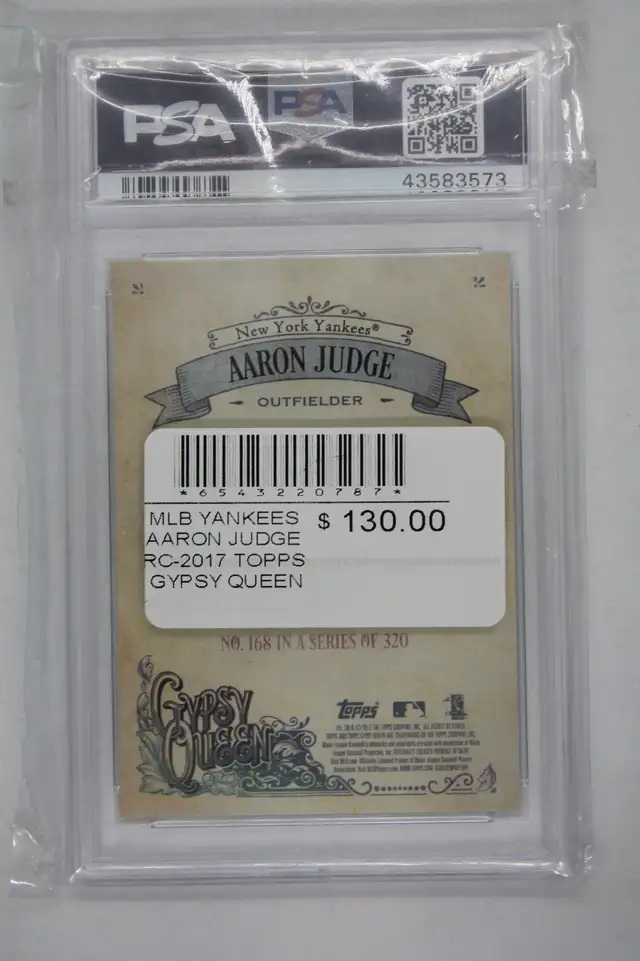 PSA PSA
43583573
New York Yankees®
AARON JUDGE
OUTFIELDER
*6543220787*
MLB YANKEES $ 130.00
AARON JUDGE
RC-2017 TOPPS
GYPSY QUEEN
NO. 168 IN A SERIES OF 320
GYPSY
QUEEN
Topps